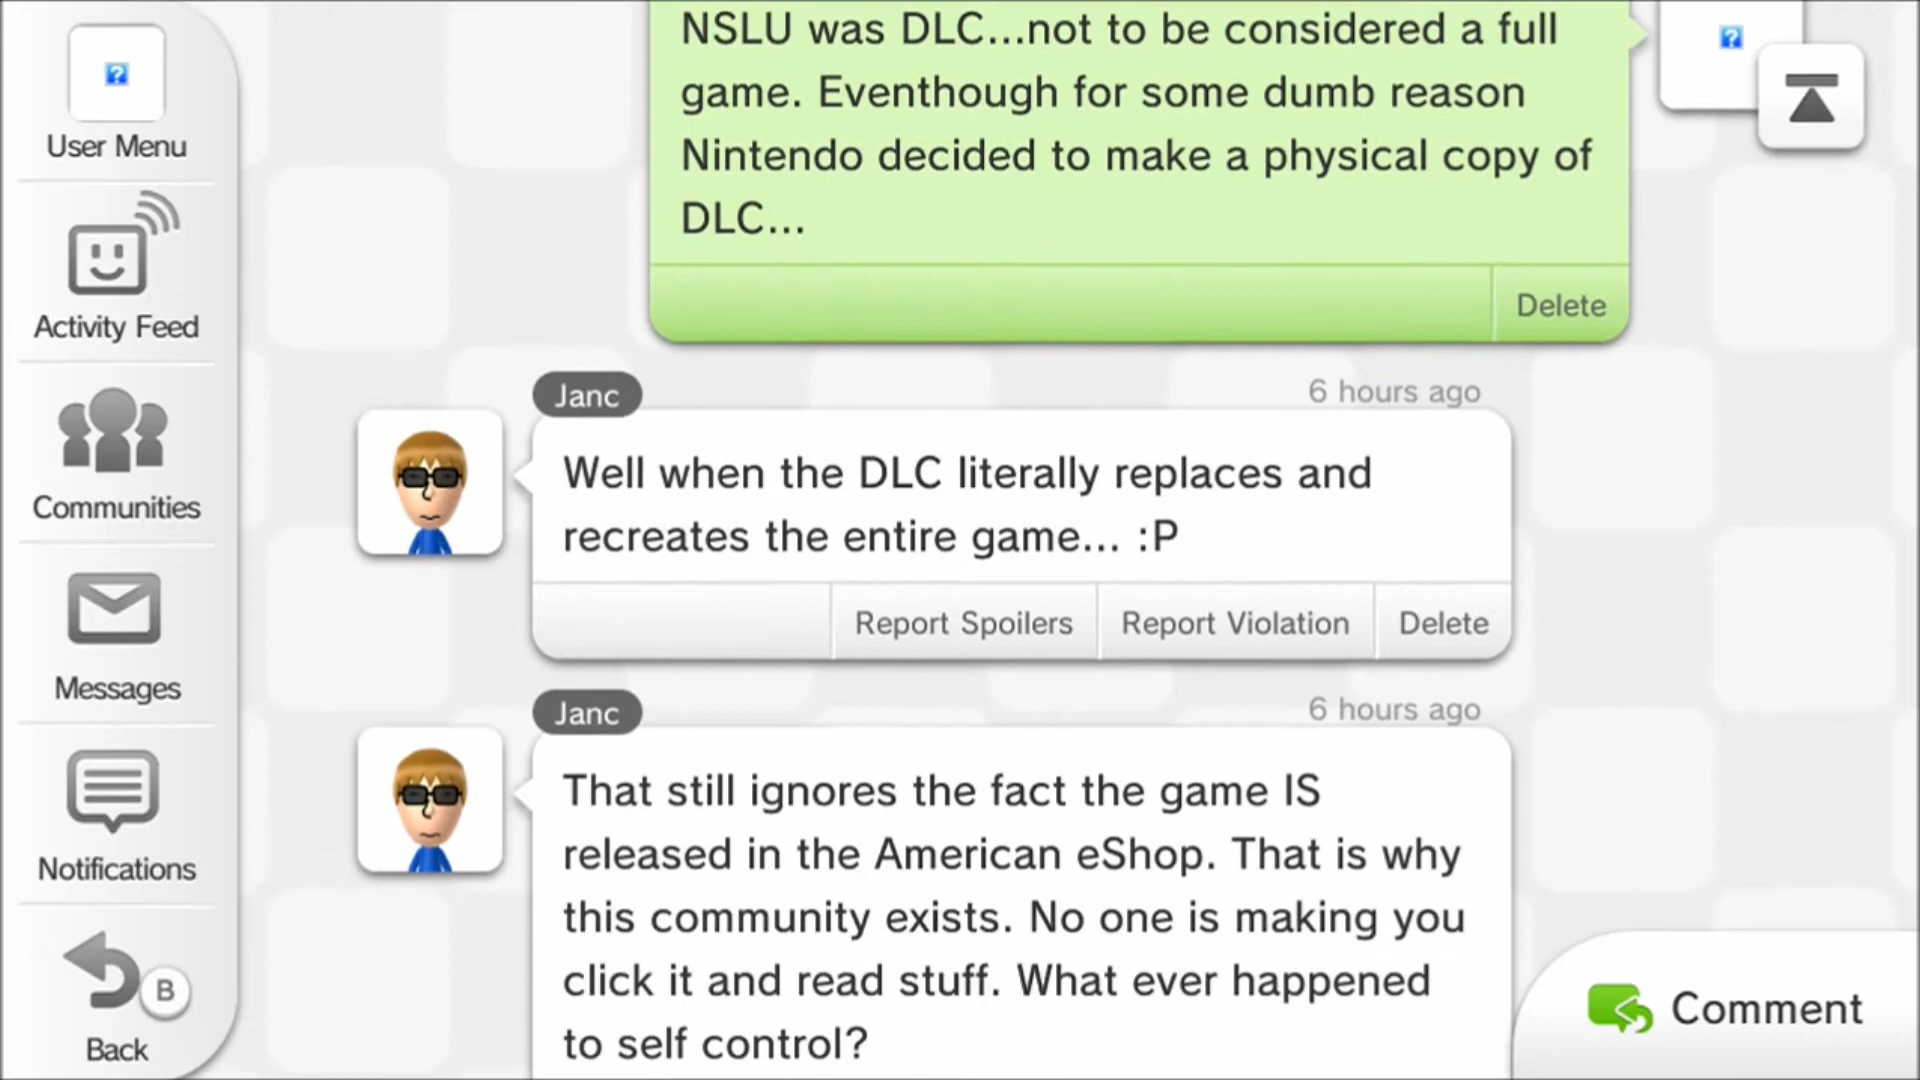 User Menu
Activity Feed
Communities
Messages
Notifications
B
Back
NSLU was DLC...not to be considered a full
game. Eventhough for some dumb reason
Nintendo decided to make a physical copy of
DLC...
Delete
Janc
6 hours ago
Well when the DLC literally replaces and
recreates the entire game... :P
Report Spoilers
Report Violation
Delete
Janc
6 hours ago
That still ignores the fact the game IS
released in the American eShop. That is why
this community exists. No one is making you
click it and read stuff. What ever happened
to self control?
Comment